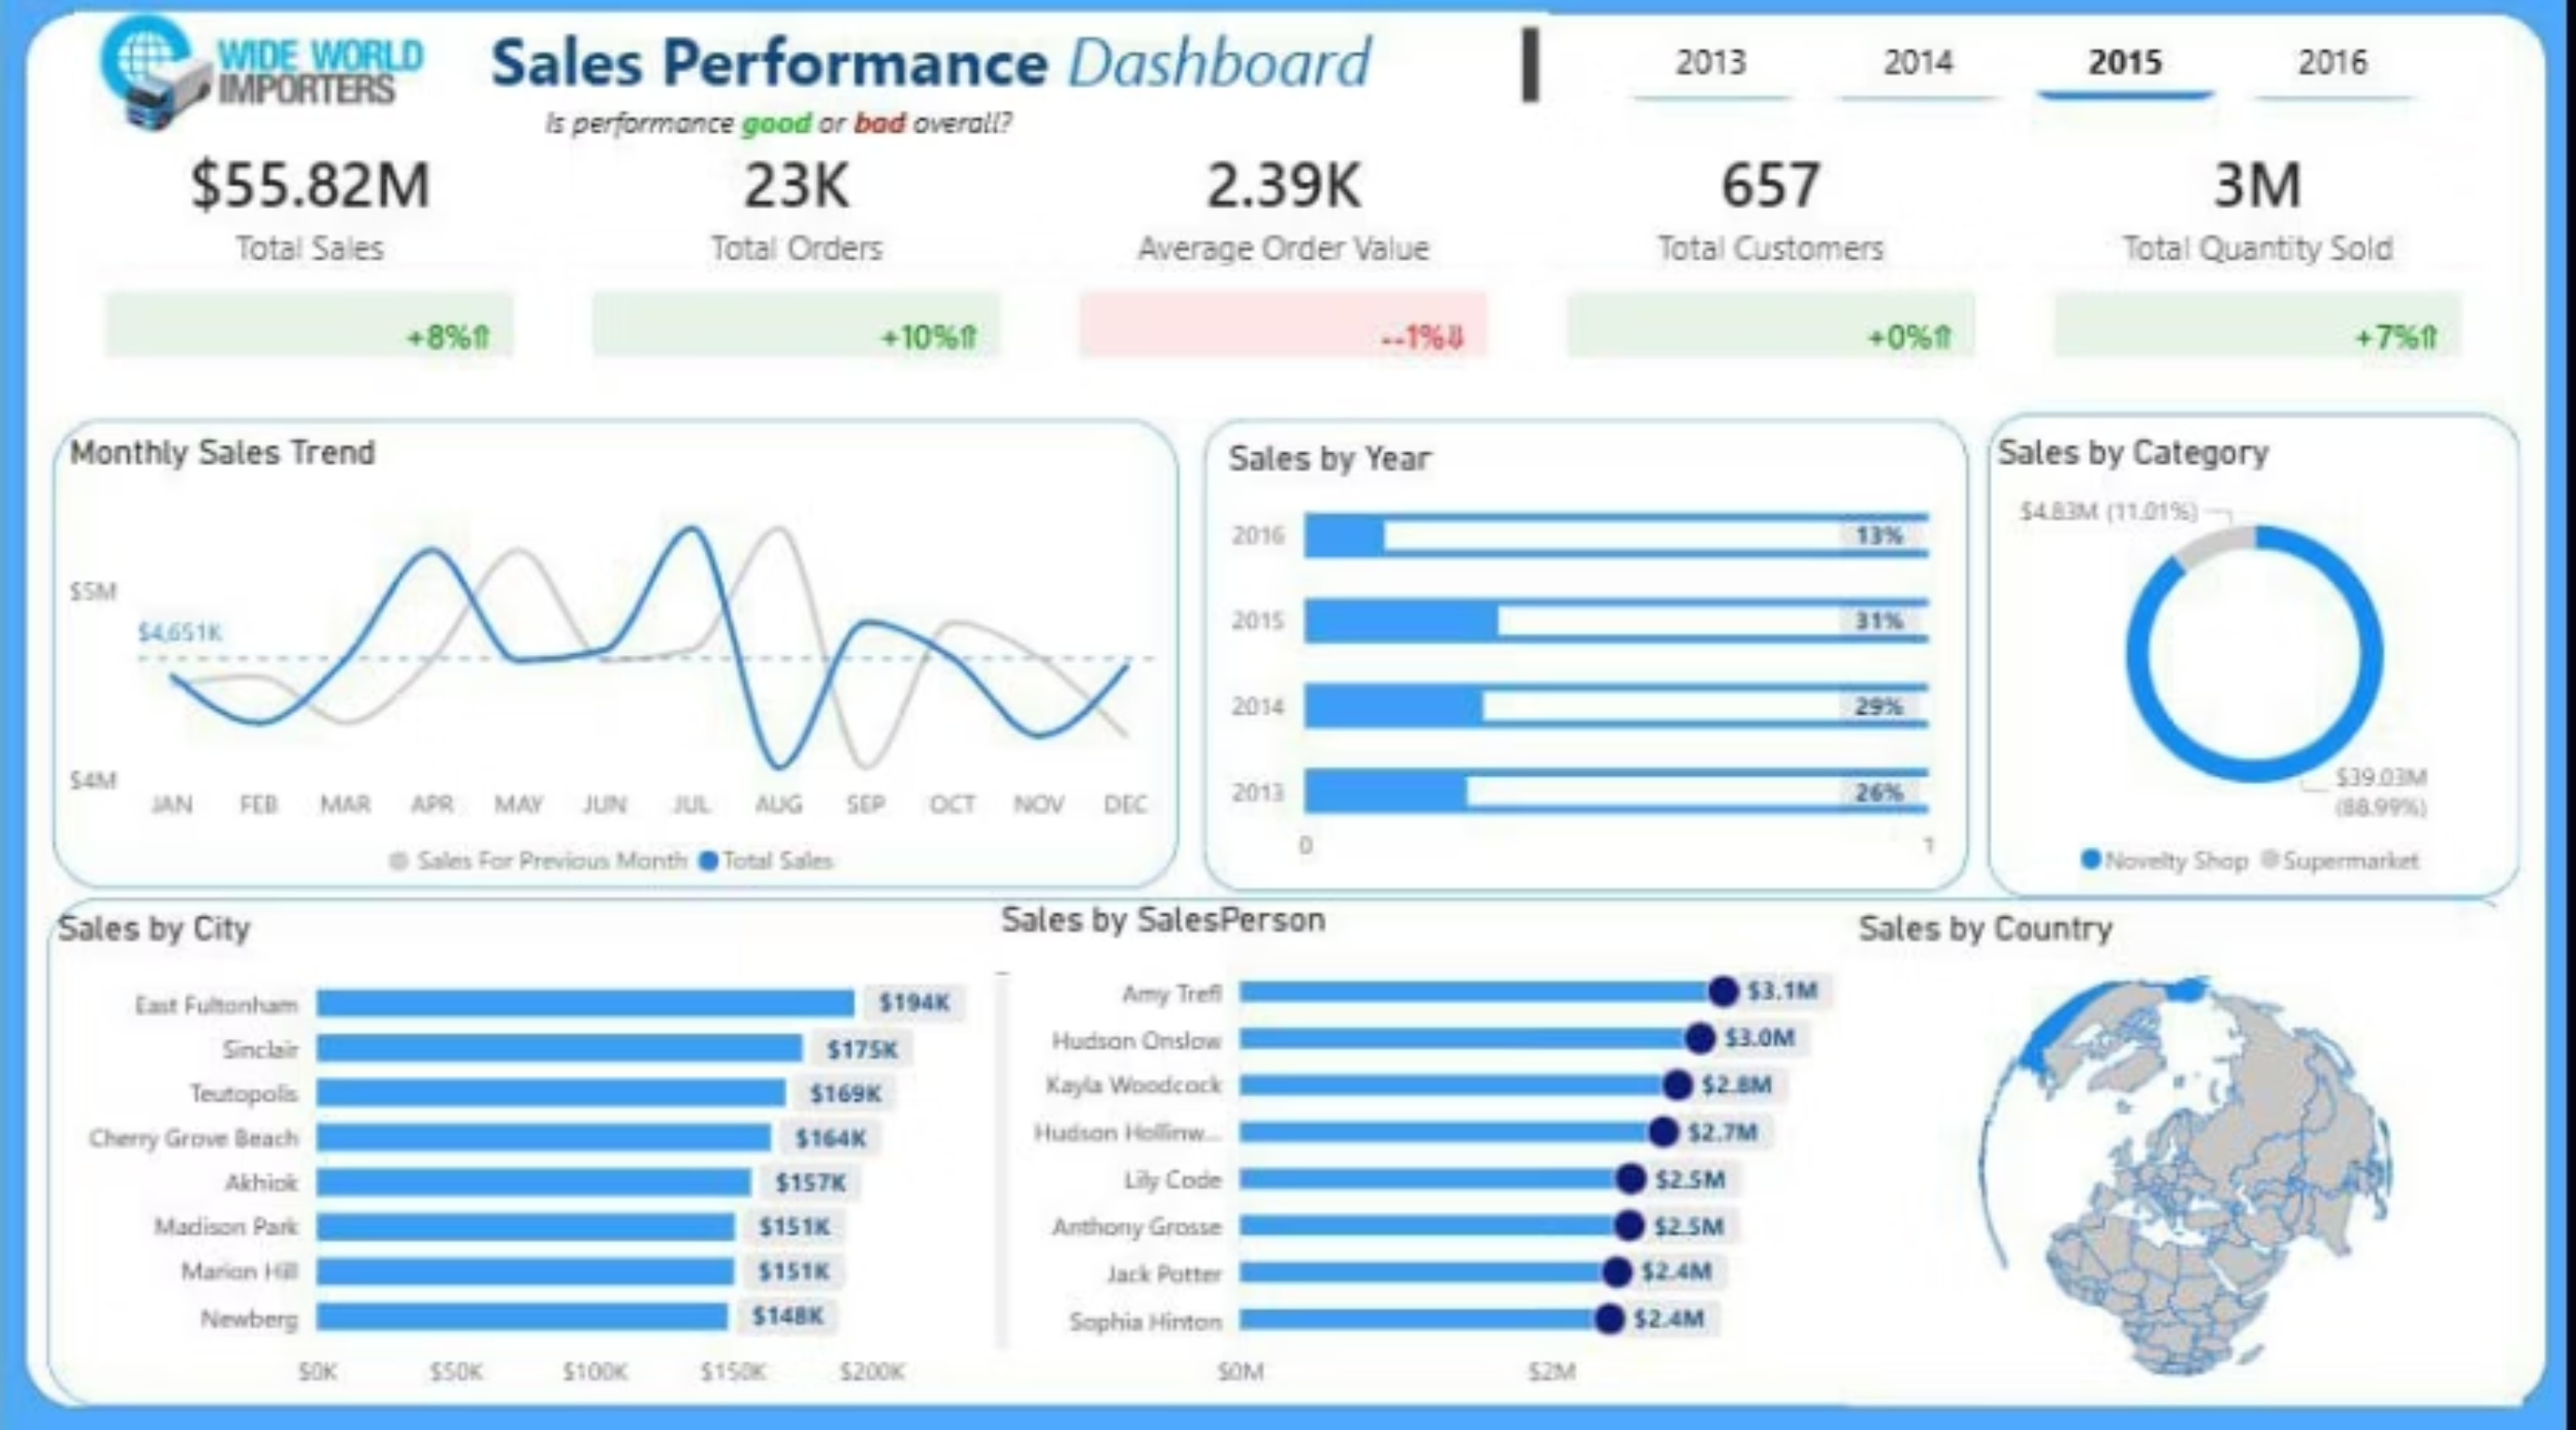 WIDE WORLD
IMPORTERS
Sales Performance Dashboard
Is performance good or bad overall?
2013
2014
2015
2016
$55.82M
Total Sales
+8%⇑
23K
Total Orders
+10%⇑
2.39K
Average Order Value
--1%⇓
657
Total Customers
+0%⇑
3M
Total Quantity Sold
+7%⇑
Monthly Sales Trend
$5M
$4,651K
$4M
JAN FEB MAR APR MAY JUN JUL AUG SEP OCT NOV DEC
Sales For Previous Month Total Sales
Sales by Year
2016 13%
2015 31%
2014 29%
2013 26%
0 1
Sales by Category
$4.83M (11.01%)
$39.03M
(88.99%)
Novelty Shop Supermarket
Sales by City
East Fultonham $194K
Sinclair $175K
Teutopolis $169K
Cherry Grove Beach $164K
Akhiok $157K
Madison Park $151K
Marion Hill $151K
Newberg $148K
$0K $50K $100K $150K $200K
Sales by SalesPerson
Amy Trefl $3.1M
Hudson Onslow $3.0M
Kayla Woodcock $2.8M
Hudson Hollinw... $2.7M
Lily Code $2.5M
Anthony Grosse $2.5M
Jack Potter $2.4M
Sophia Hinton $2.4M
$0M $2M
Sales by Country